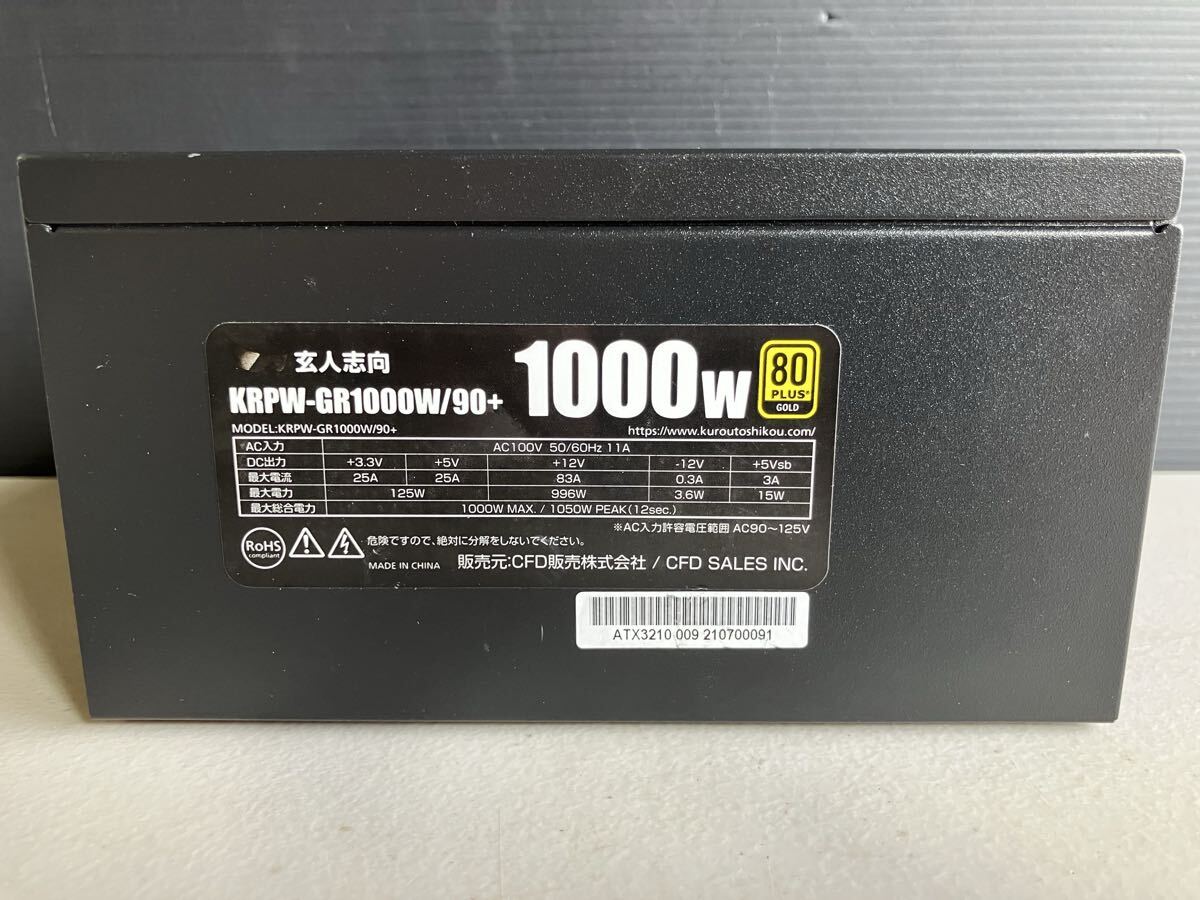 玄人志向
KRPW-GR1000W/90+ 1000W 80 PLUS GOLD
MODEL:KRPW-GR1000W/90+ https://www.kuroutoshikou.com/
AC入力 AC100V 50/60Hz 11A
DC出力 +3.3V +5V +12V -12V +5Vsb
最大電流 25A 25A 83A 0.3A 3A
最大電力 125W 996W 3.6W 15W
最大総合電力 1000W MAX. / 1050W PEAK(12sec.)
※AC入力許容電圧範囲 AC90～125V
RoHS compliant
危険ですので、絶対に分解をしないでください。
MADE IN CHINA 販売元:CFD販売株式会社 / CFD SALES INC.
ATX3210 009 210700091